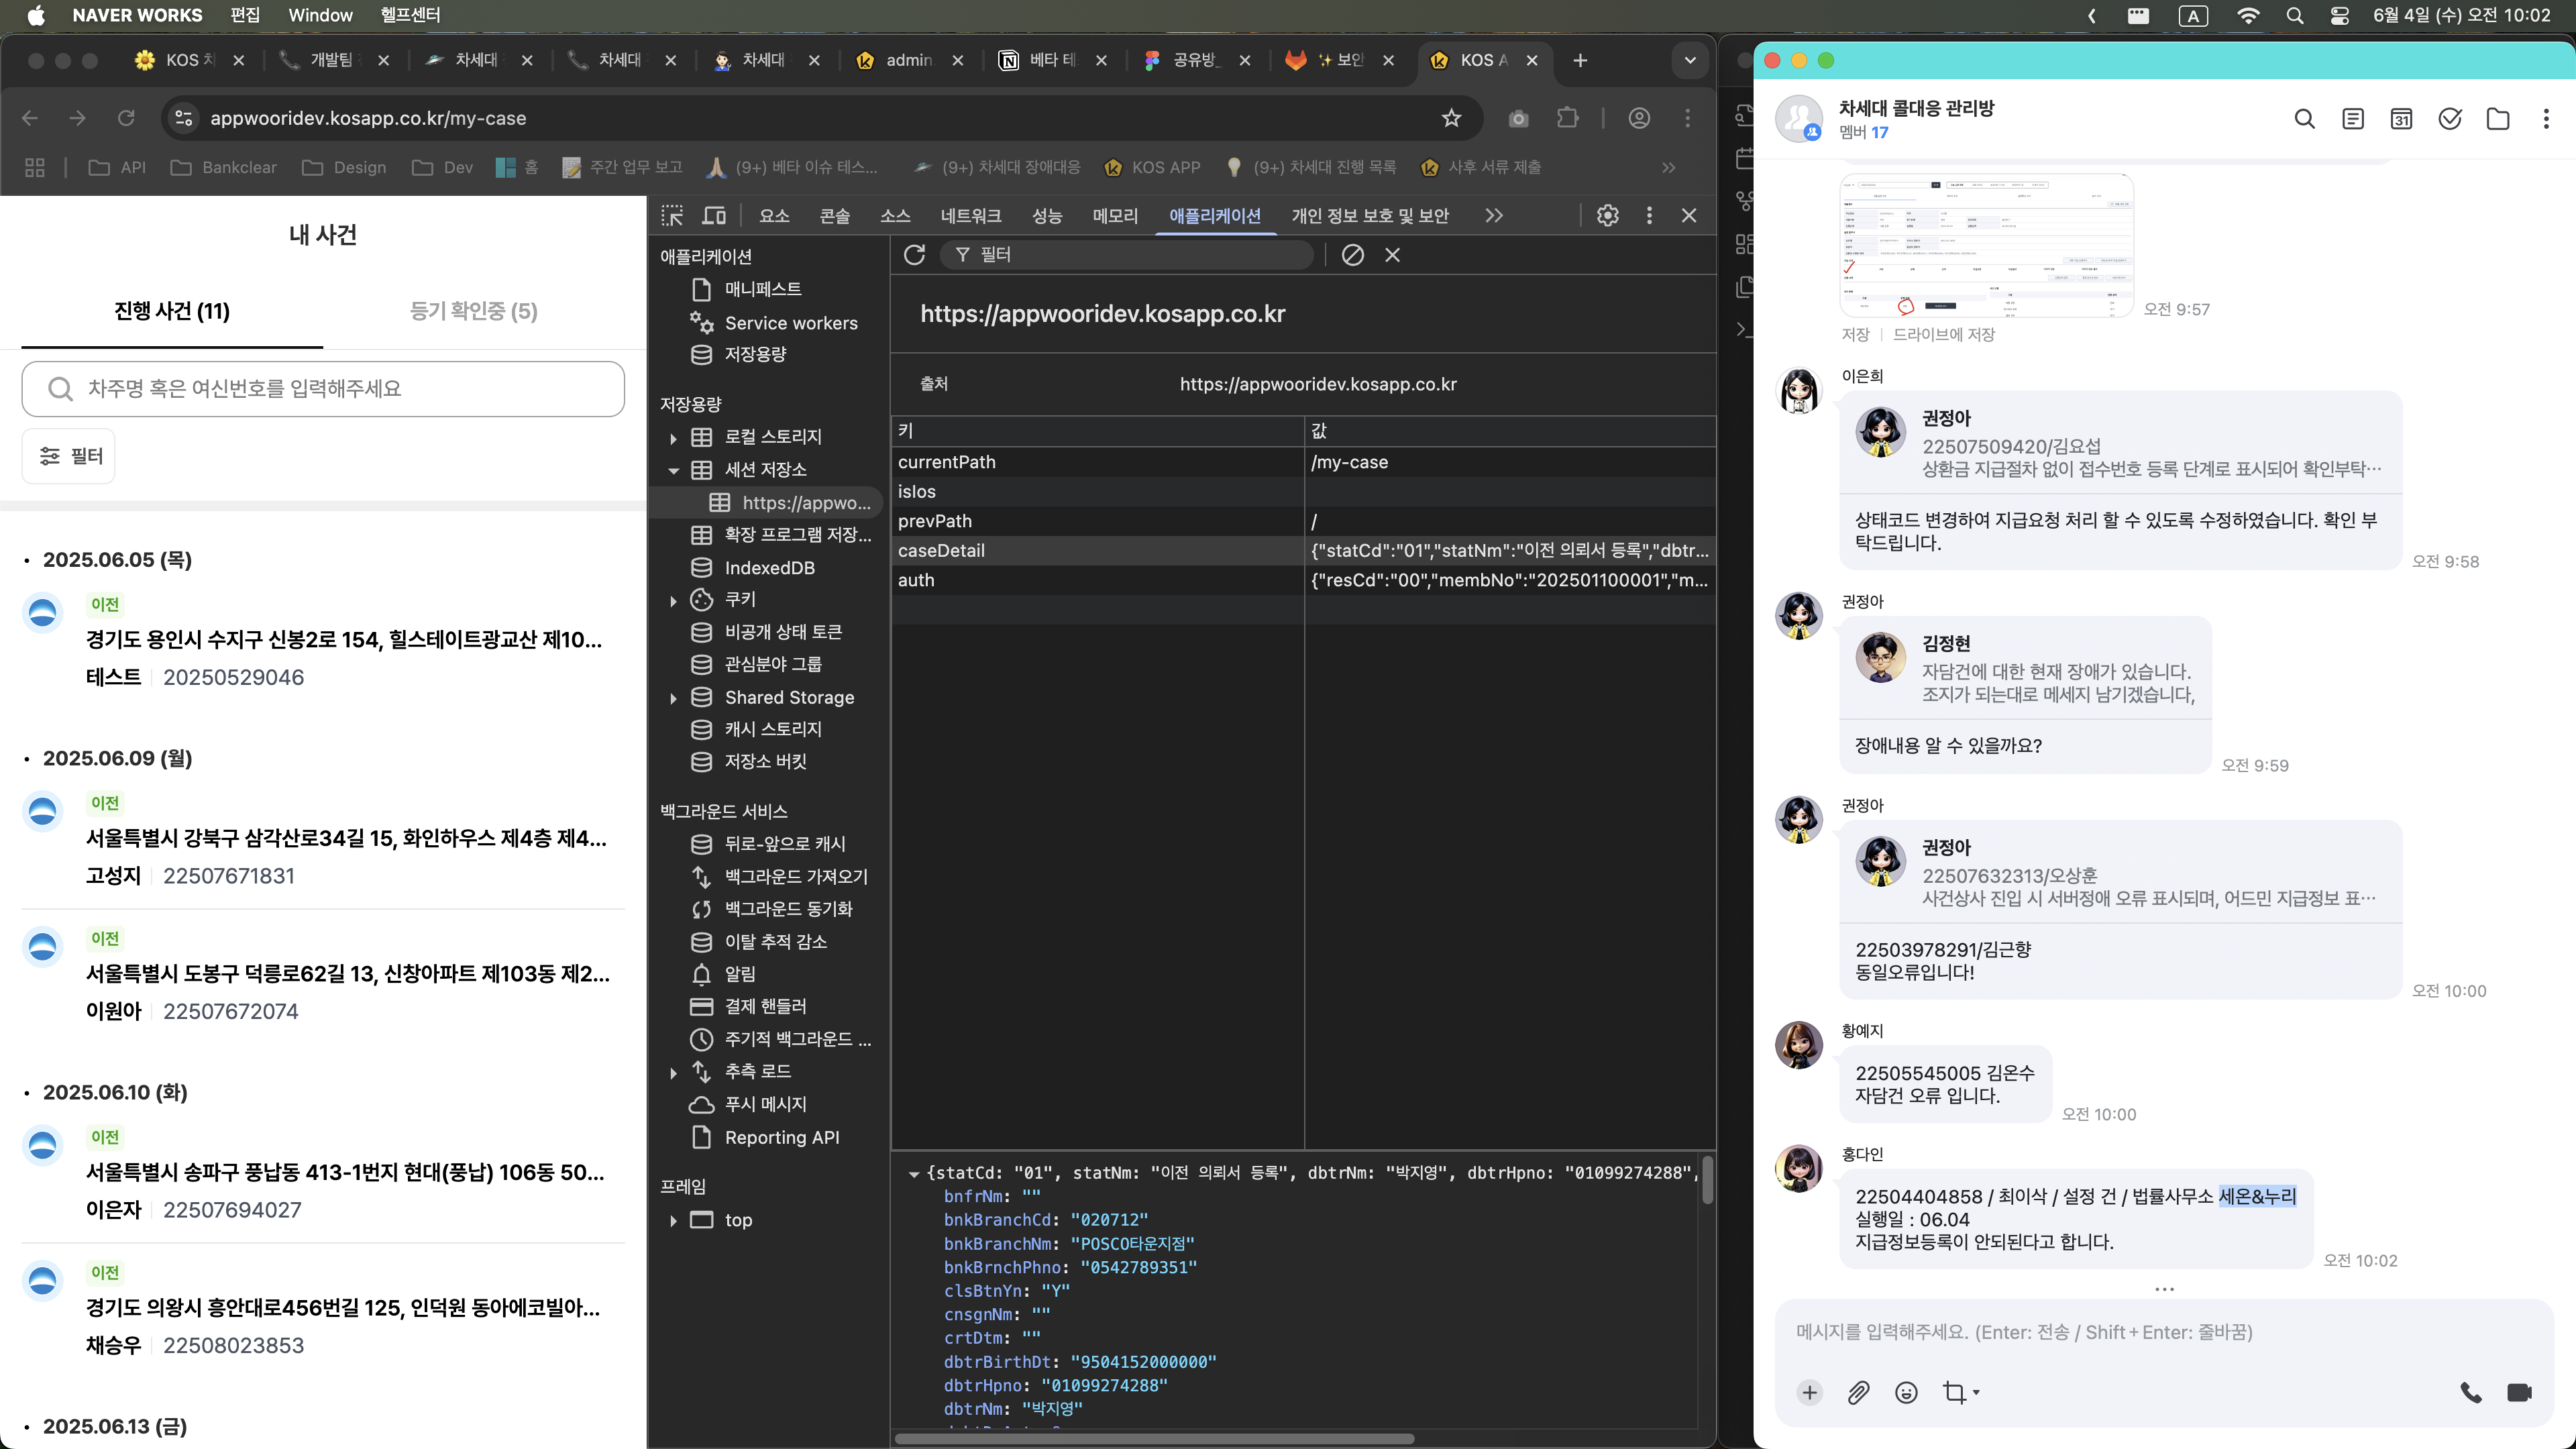 NAVER WORKS 편집 Window 헬프센터
A 6월 4일 (수) 오전 10:02
KOS 차
개발팀
차세대
차세대
차세대
admin
베타 테
공유방_
✨ 보안
KOS A
appwooridev.kosapp.co.kr/my-case
API Bankclear Design Dev 홈 주간 업무 보고 (9+) 베타 이슈 테스... (9+) 차세대 장애대응 KOS APP (9+) 차세대 진행 목록 사후 서류 제출
내 사건
진행 사건 (11) 등기 확인중 (5)
차주명 혹은 여신번호를 입력해주세요
필터
• 2025.06.05 (목)
이전
경기도 용인시 수지구 신봉2로 154, 힐스테이트광교산 제10...
테스트 20250529046
• 2025.06.09 (월)
이전
서울특별시 강북구 삼각산로34길 15, 화인하우스 제4층 제4...
고성지 22507671831
이전
서울특별시 도봉구 덕릉로62길 13, 신창아파트 제103동 제2...
이원아 22507672074
• 2025.06.10 (화)
이전
서울특별시 송파구 풍납동 413-1번지 현대(풍납) 106동 50...
이은자 22507694027
이전
경기도 의왕시 흥안대로456번길 125, 인덕원 동아에코빌아...
채승우 22508023853
• 2025.06.13 (금)
요소 콘솔 소스 네트워크 성능 메모리 애플리케이션 개인 정보 보호 및 보안
애플리케이션
매니페스트
Service workers
저장용량
저장용량
로컬 스토리지
세션 저장소
https://appwo...
확장 프로그램 저장...
IndexedDB
쿠키
비공개 상태 토큰
관심분야 그룹
Shared Storage
캐시 스토리지
저장소 버킷
백그라운드 서비스
뒤로-앞으로 캐시
백그라운드 가져오기
백그라운드 동기화
이탈 추적 감소
알림
결제 핸들러
주기적 백그라운드 ...
추측 로드
푸시 메시지
Reporting API
프레임
top
필터
https://appwooridev.kosapp.co.kr
출처 https://appwooridev.kosapp.co.kr
키 값
currentPath /my-case
isIos
prevPath /
caseDetail {"statCd":"01","statNm":"이전 의뢰서 등록","dbtr...
auth {"resCd":"00","membNo":"202501100001","m...
{statCd: "01", statNm: "이전 의뢰서 등록", dbtrNm: "박지영", dbtrHpno: "01099274288",
bnfrNm: ""
bnkBranchCd: "020712"
bnkBranchNm: "POSCO타운지점"
bnkBrnchPhno: "0542789351"
clsBtnYn: "Y"
cnsgnNm: ""
crtDtm: ""
dbtrBirthDt: "9504152000000"
dbtrHpno: "01099274288"
dbtrNm: "박지영"
차세대 콜대응 관리방
멤버 17
31
오전 9:57
저장 | 드라이브에 저장
이은희
권정아
22507509420/김요섭
상환금 지급절차 없이 접수번호 등록 단계로 표시되어 확인부탁…
상태코드 변경하여 지급요청 처리 할 수 있도록 수정하였습니다. 확인 부
탁드립니다.
오전 9:58
권정아
김정현
자담건에 대한 현재 장애가 있습니다.
조지가 되는대로 메세지 남기겠습니다,
장애내용 알 수 있을까요?
오전 9:59
권정아
권정아
22507632313/오상훈
사건상사 진입 시 서버정애 오류 표시되며, 어드민 지급정보 표…
22503978291/김근향
동일오류입니다!
오전 10:00
황예지
22505545005 김온수
자담건 오류 입니다.
오전 10:00
홍다인
22504404858 / 최이삭 / 설정 건 / 법률사무소 세온&누리
실행일 : 06.04
지급정보등록이 안되된다고 합니다.
오전 10:02
메시지를 입력해주세요. (Enter: 전송 / Shift+Enter: 줄바꿈)